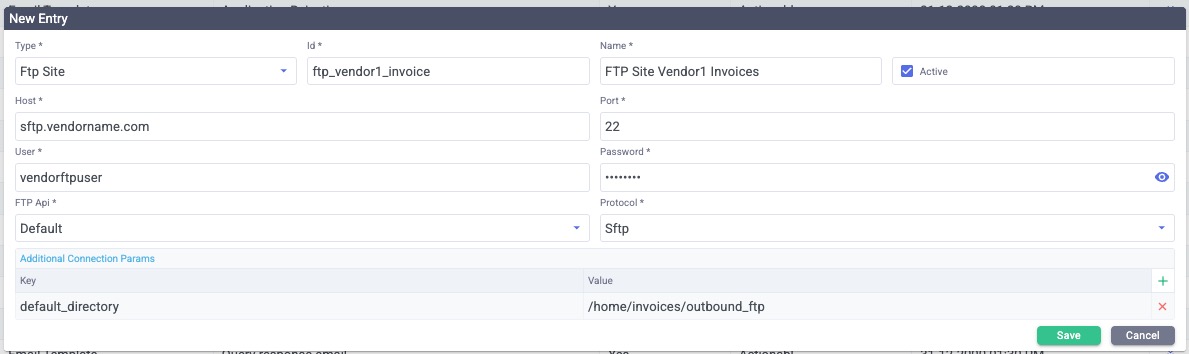 New Entry
Type *
Id *
Name *
Ftp Site
ftp_vendor1_invoice
FTP Site Vendor1 Invoices
Active
Host *
Port *
sftp.vendorname.com
22
User *
Password *
vendorftpuser
••••••••
FTP Api *
Protocol *
Default
Sftp
Additional Connection Params
Key
Value
default_directory
/home/invoices/outbound_ftp
Save
Cancel